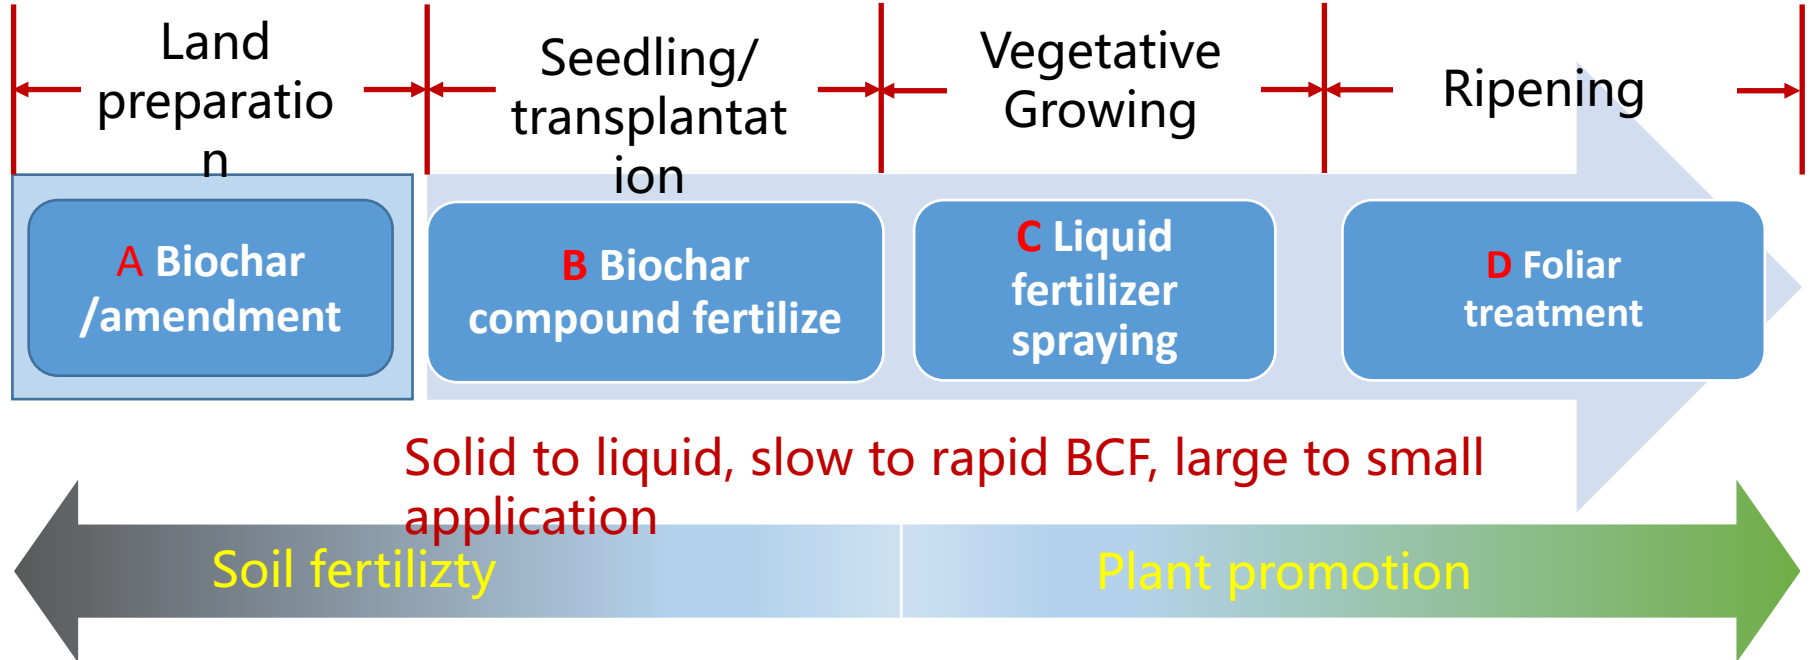 Land
preparatio
n
Seedling/
transplantat
ion
Vegetative
Growing
Ripening
A Biochar
/amendment
B Biochar
compound fertilize
C Liquid
fertilizer
spraying
D Foliar
treatment
Solid to liquid, slow to rapid BCF, large to small
application
Soil fertilizty
Plant promotion